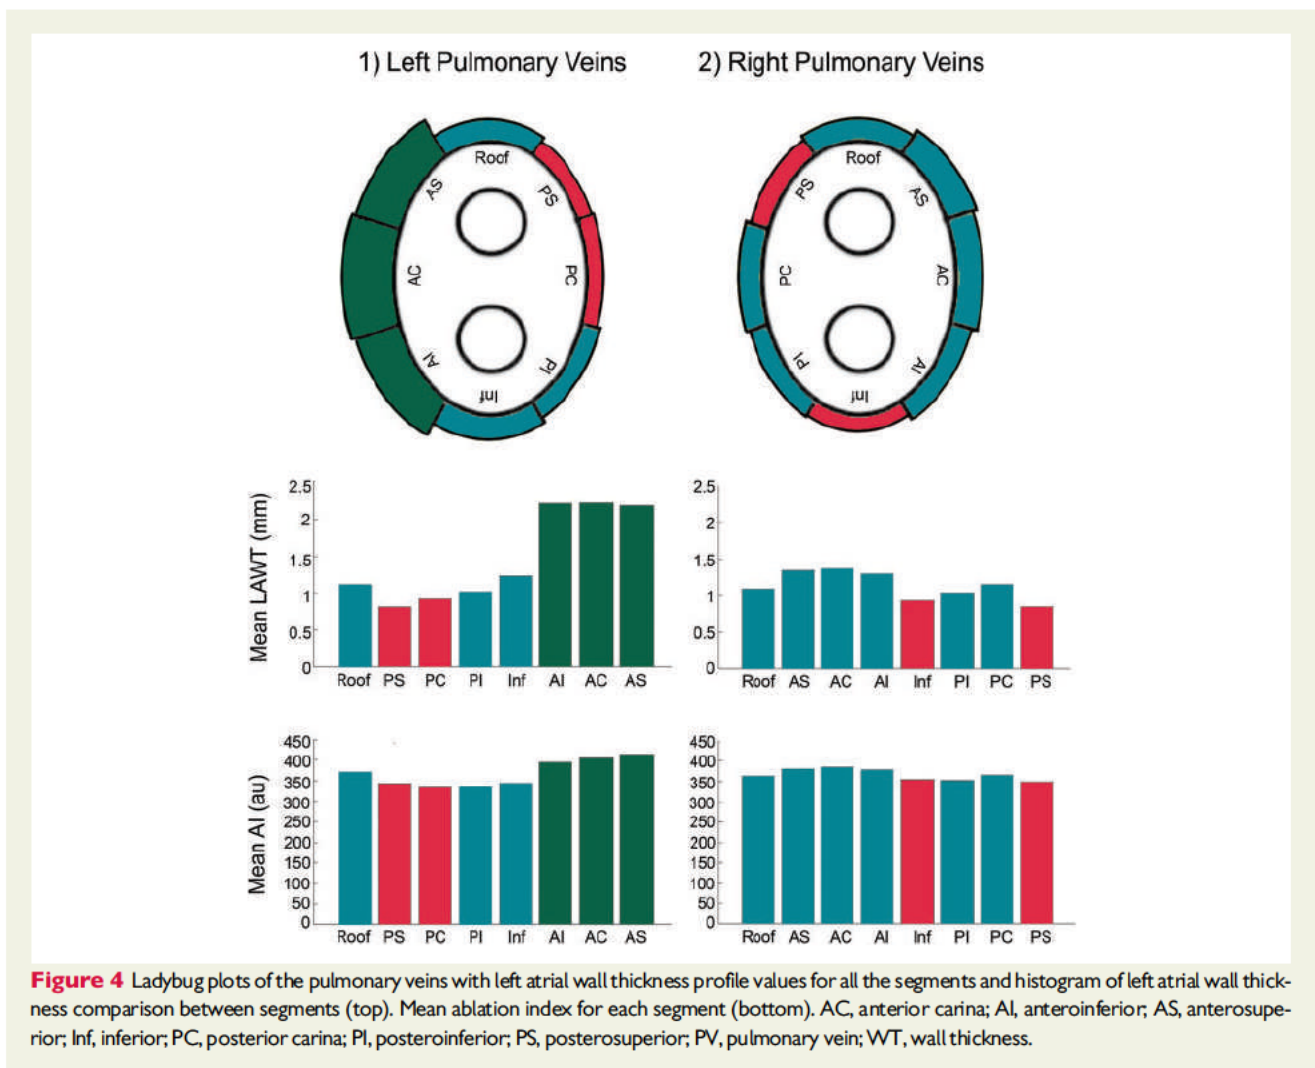 1) Left Pulmonary Veins
2) Right Pulmonary Veins
Roof
AS
PS
AC
PC
AI
PI
Inf
Roof
PS
AS
PC
AC
PI
AI
Inf
Mean LAWT (mm)
2.5
2
1.5
1
0.5
0
Roof PS PC PI Inf AI AC AS
2.5
2
1.5
1
0.5
0
Roof AS AC AI Inf PI PC PS
Mean AI (au)
450
400
350
300
250
200
150
100
50
0
Roof PS PC PI Inf AI AC AS
450
400
350
300
250
200
150
100
50
0
Roof AS AC AI Inf PI PC PS
Figure 4 Ladybug plots of the pulmonary veins with left atrial wall thickness profile values for all the segments and histogram of left atrial wall thick-
ness comparison between segments (top). Mean ablation index for each segment (bottom). AC, anterior carina; AI, anteroinferior; AS, anterosupe-
rior; Inf, inferior; PC, posterior carina; PI, posteroinferior; PS, posterosuperior; PV, pulmonary vein; WT, wall thickness.